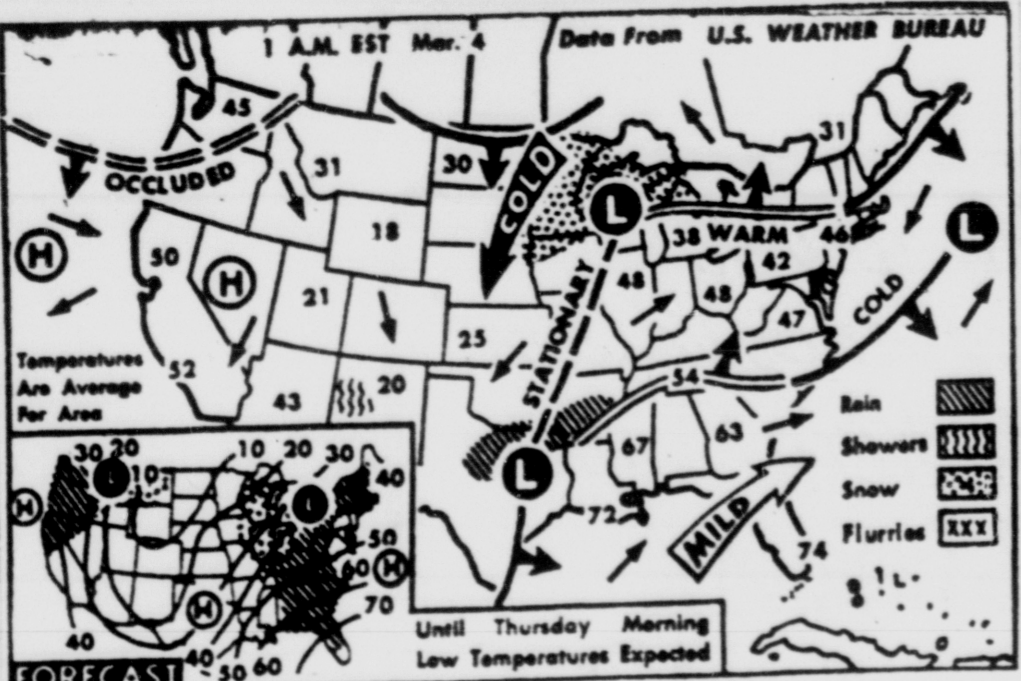 1 A.M. EST Mar. 4
Data From U.S. WEATHER BUREAU
45
OCCLUDED
31
30
COLD
31
L
18
38 WARM 46
L
H
50
H
48
42
21
48
COLD
47
STATIONARY
25
Temperatures
Are Average
For Area
52
20
54
43
Rain
67
63
Showers
L
Snow
72
MILD
Flurries
XXX
74
30 20
10 20 30
10
40
H
50
60 H
70
H
40
40 50 60
FORECAST
Until Thursday Morning
Low Temperatures Expected